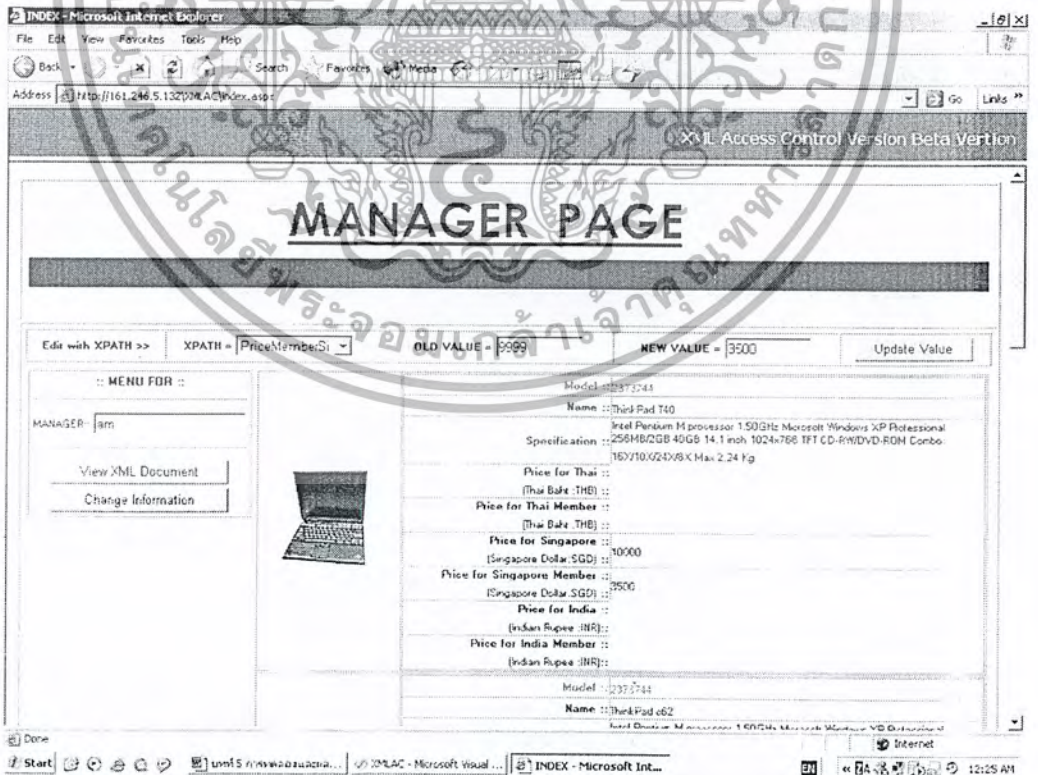 INDEX - Microsoft Internet Explorer
File Edit View Favorites Tools Help
Back Search Favorites Media
Address http://161.246.5.132/XMLAC/index.aspx Go Links »
XML Access Control Version Beta Vertion
MANAGER PAGE
Edit with XPATH >> XPATH = PriceMemberSi OLD VALUE = 9999 NEW VALUE = 3500 Update Value
:: MENU FOR ::
MANAGER- am
View XML Document
Change Information
Model :: 2373744
Name :: ThinkPad T40
Specification :: Intel Pentium M processor 1.50GHz Microsoft Windows XP Professional
256MB/2GB 40GB 14.1 inch 1024x768 TFT CD-RW/DVD-ROM Combo
16X/10X/24X/8X Max 2.24 Kg
Price for Thai ::
(Thai Baht :THB) ::
Price for Thai Member ::
(Thai Baht :THB) ::
Price for Singapore ::
(Singapore Dollar:SGD) :: 10000
Price for Singapore Member ::
(Singapore Dollar:SGD) :: 3500
Price for India ::
(Indian Rupee :INR)::
Price for India Member ::
(Indian Rupee :INR)::
Model :: 2373744
Name :: ThinkPad c62
Done Internet
Start XMLAC - Microsoft Visual ... INDEX - Microsoft Int... EN 12:25 AM